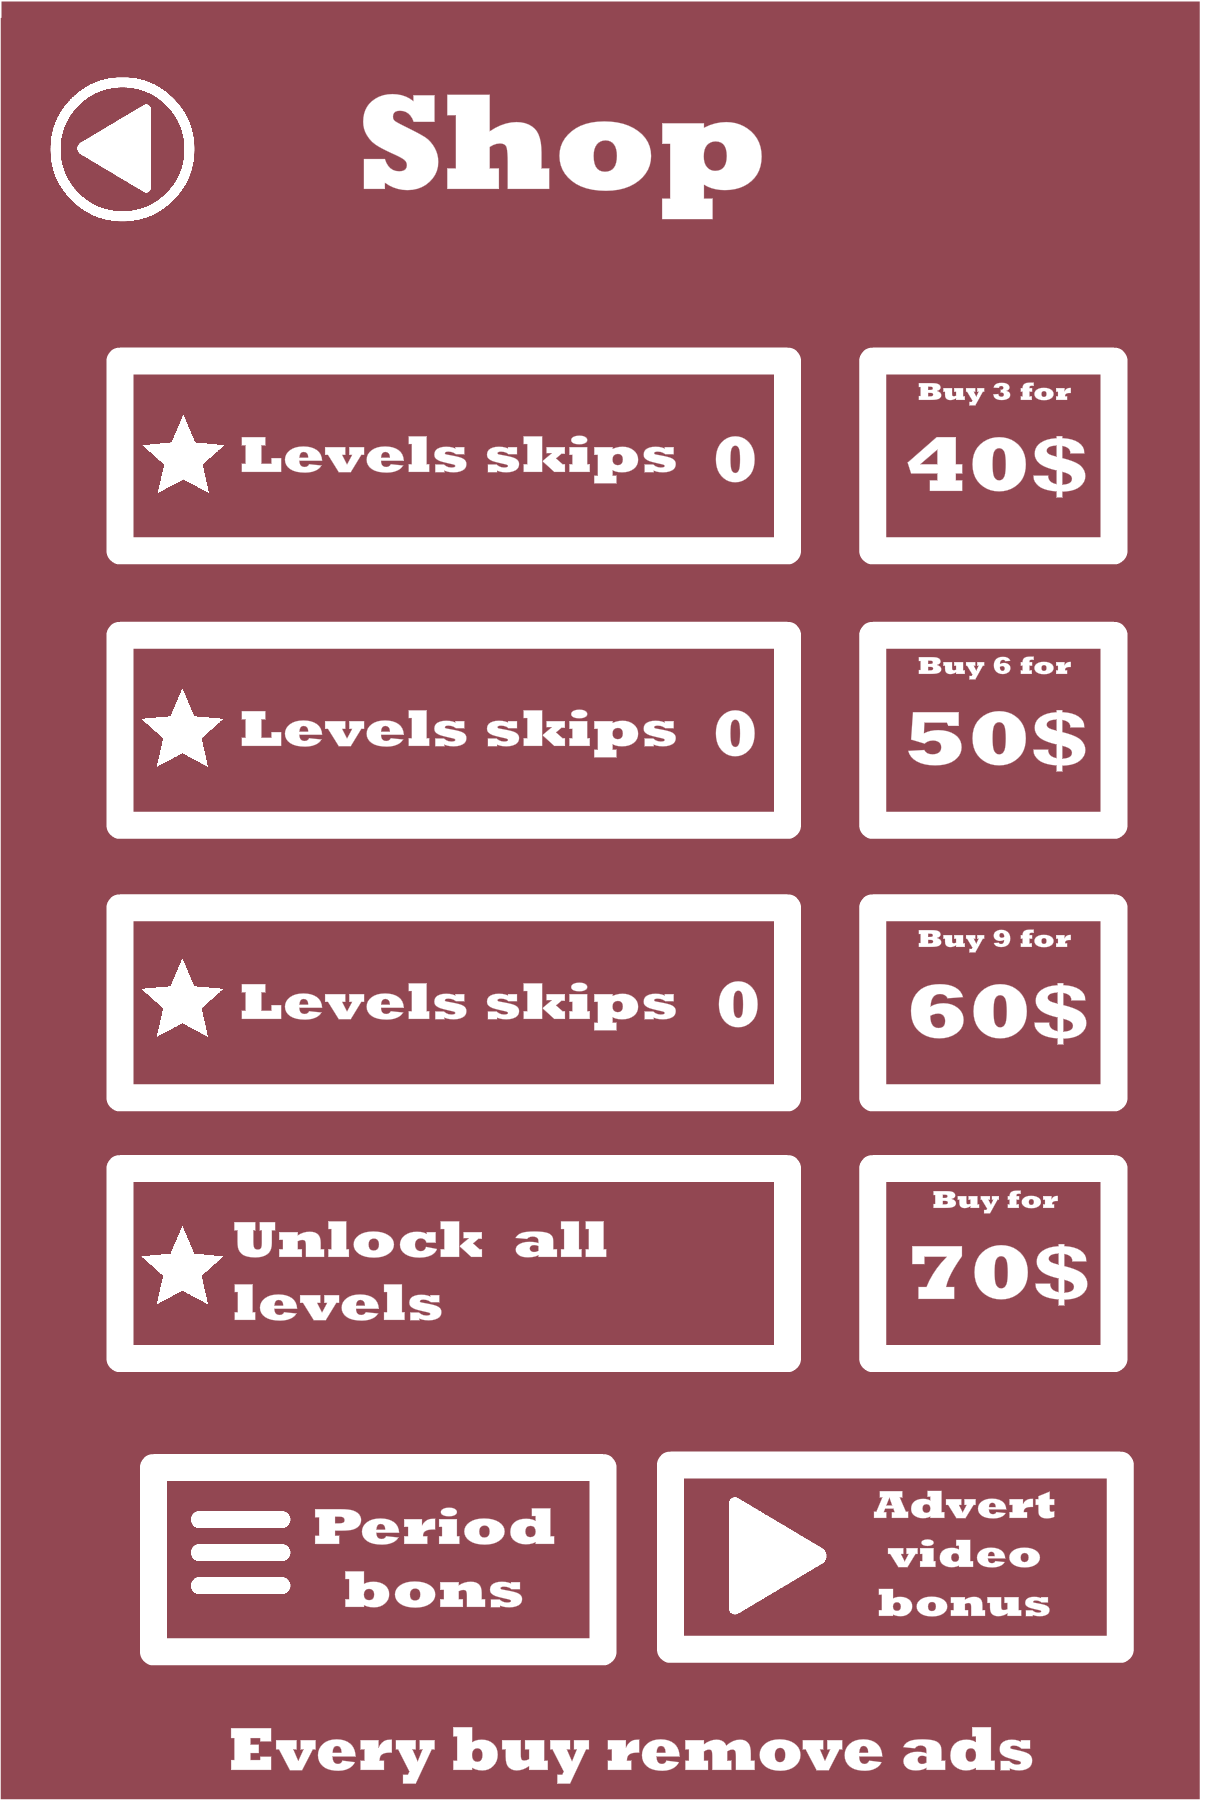 Shop
Levels skips 0
Buy 3 for
40$
Levels skips 0
Buy 6 for
50$
Levels skips 0
Buy 9 for
60$
Unlock all
levels
Buy for
70$
Period
bons
Advert
video
bonus
Every buy remove ads